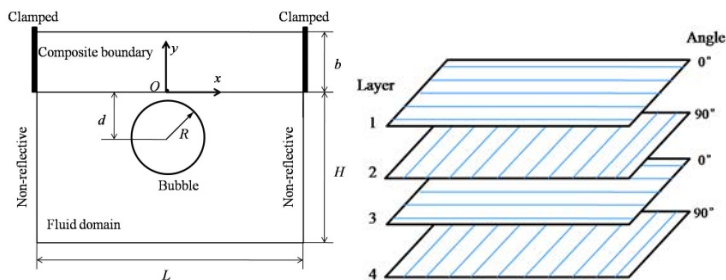 Clamped
Clamped
Composite boundary
y
b
O
x
d
R
Non-reflective
Non-reflective
H
Bubble
Fluid domain
L
Angle
Layer
0°
1
90°
2
0°
3
90°
4